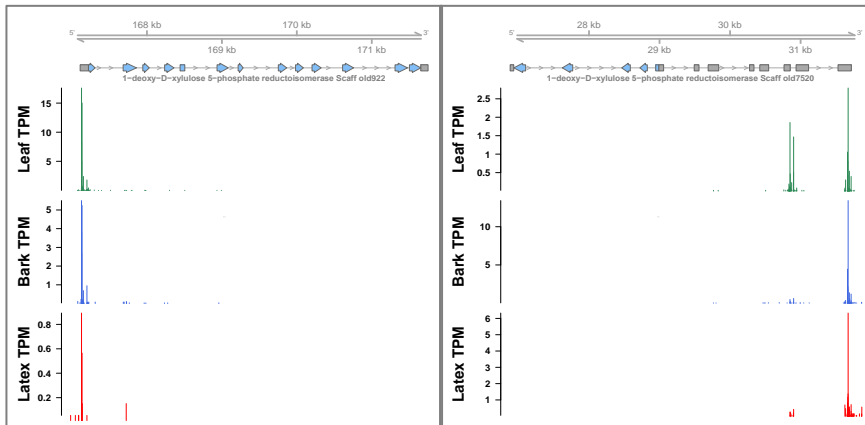 168 kb
170 kb
5'
3'
169 kb
171 kb
1−deoxy−D−xylulose 5−phosphate reductoisomerase Scaff old922
Leaf TPM
15
10
5
Bark TPM
5
4
3
2
1
Latex TPM
0.8
0.6
0.4
0.2
28 kb
30 kb
5'
3'
29 kb
31 kb
1−deoxy−D−xylulose 5−phosphate reductoisomerase Scaff old7520
Leaf TPM
2.5
2
1.5
1
0.5
Bark TPM
10
5
Latex TPM
6
5
4
3
2
1